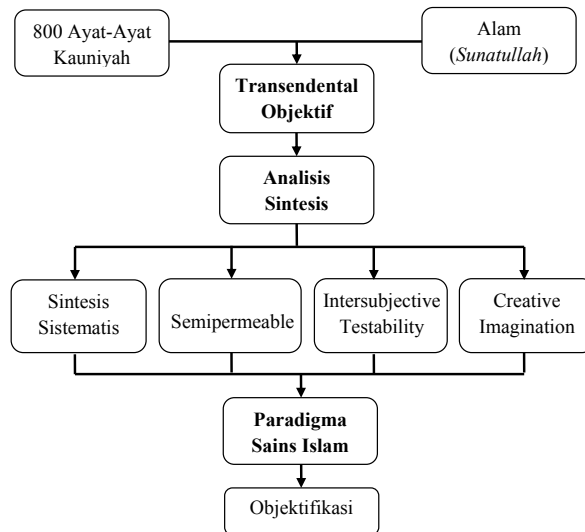 800 Ayat-Ayat
Kauniyah
Alam
(Sunatullah)
Transendental
Objektif
Analisis
Sintesis
Sintesis
Sistematis
Semipermeable
Intersubjective
Testability
Creative
Imagination
Paradigma
Sains Islam
Objektifikasi